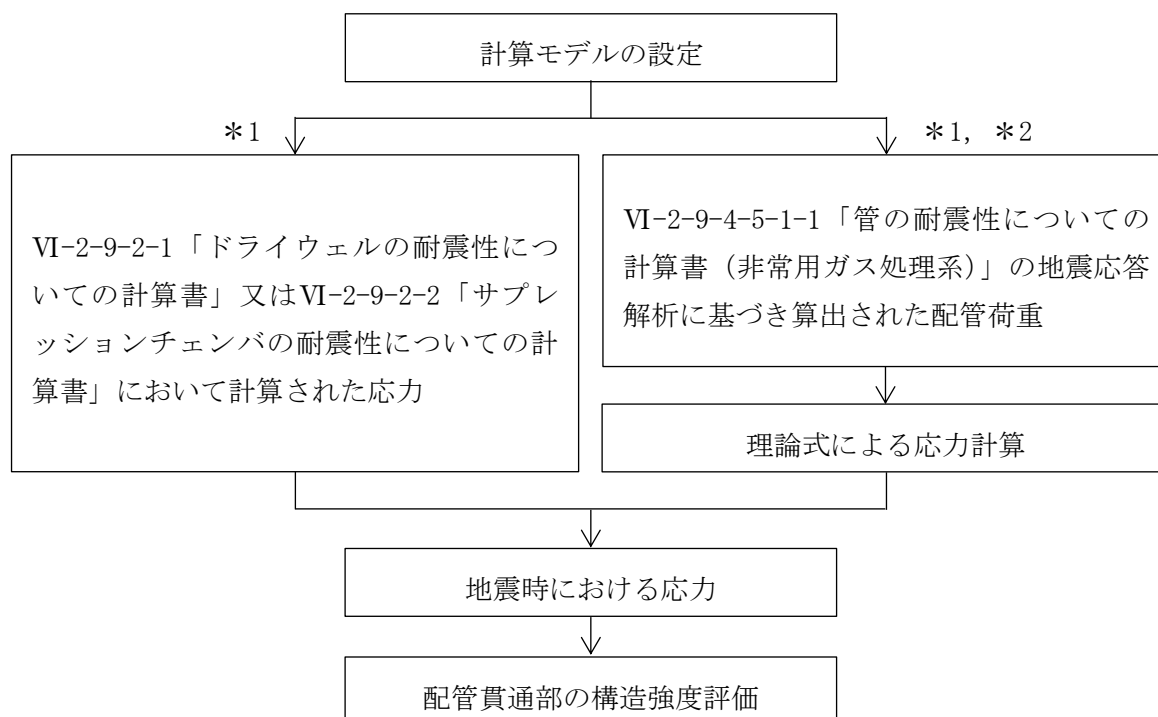 計算モデルの設定
＊1
＊1, ＊2
Ⅵ-2-9-2-1「ドライウェルの耐震性につ
いての計算書」又はⅥ-2-9-2-2「サプレ
ッションチェンバの耐震性についての計
算書」において計算された応力
Ⅵ-2-9-4-5-1-1「管の耐震性についての
計算書（非常用ガス処理系）」の地震応答
解析に基づき算出された配管荷重
理論式による応力計算
地震時における応力
配管貫通部の構造強度評価